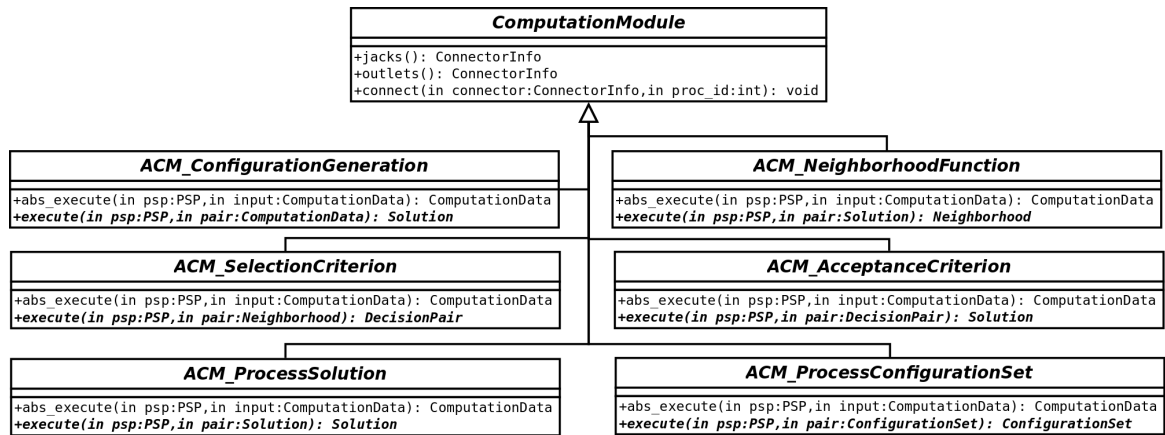 ComputationModule
+jacks(): ConnectorInfo
+outlets(): ConnectorInfo
+connect(in connector:ConnectorInfo,in proc_id:int): void
ACM_ConfigurationGeneration
+abs_execute(in psp:PSP,in input:ComputationData): ComputationData
+execute(in psp:PSP,in pair:ComputationData): Solution
ACM_NeighborhoodFunction
+abs_execute(in psp:PSP,in input:ComputationData): ComputationData
+execute(in psp:PSP,in pair:Solution): Neighborhood
ACM_SelectionCriterion
+abs_execute(in psp:PSP,in input:ComputationData): ComputationData
+execute(in psp:PSP,in pair:Neighborhood): DecisionPair
ACM_AcceptanceCriterion
+abs_execute(in psp:PSP,in input:ComputationData): ComputationData
+execute(in psp:PSP,in pair:DecisionPair): Solution
ACM_ProcessSolution
+abs_execute(in psp:PSP,in input:ComputationData): ComputationData
+execute(in psp:PSP,in pair:Solution): Solution
ACM_ProcessConfigurationSet
+abs_execute(in psp:PSP,in input:ComputationData): ComputationData
+execute(in psp:PSP,in pair:ConfigurationSet): ConfigurationSet